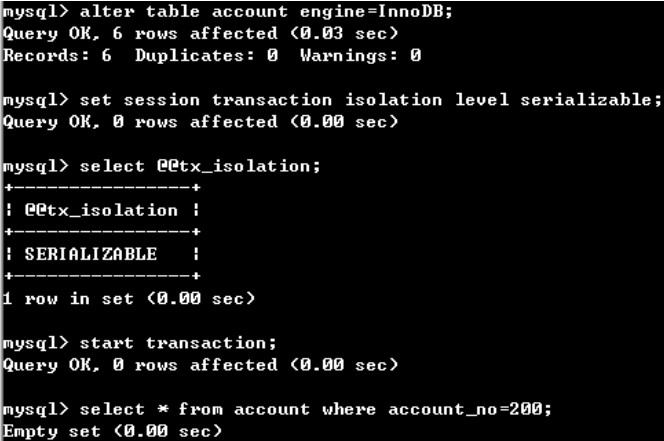 mysql> alter table account engine=InnoDB;
Query OK, 6 rows affected (0.03 sec)
Records: 6  Duplicates: 0  Warnings: 0
mysql> set session transaction isolation level serializable;
Query OK, 0 rows affected (0.00 sec)
mysql> select @@tx_isolation;
+----------------+
| @@tx_isolation |
+----------------+
| SERIALIZABLE   |
+----------------+
1 row in set (0.00 sec)
mysql> start transaction;
Query OK, 0 rows affected (0.00 sec)
mysql> select * from account where account_no=200;
Empty set (0.00 sec)